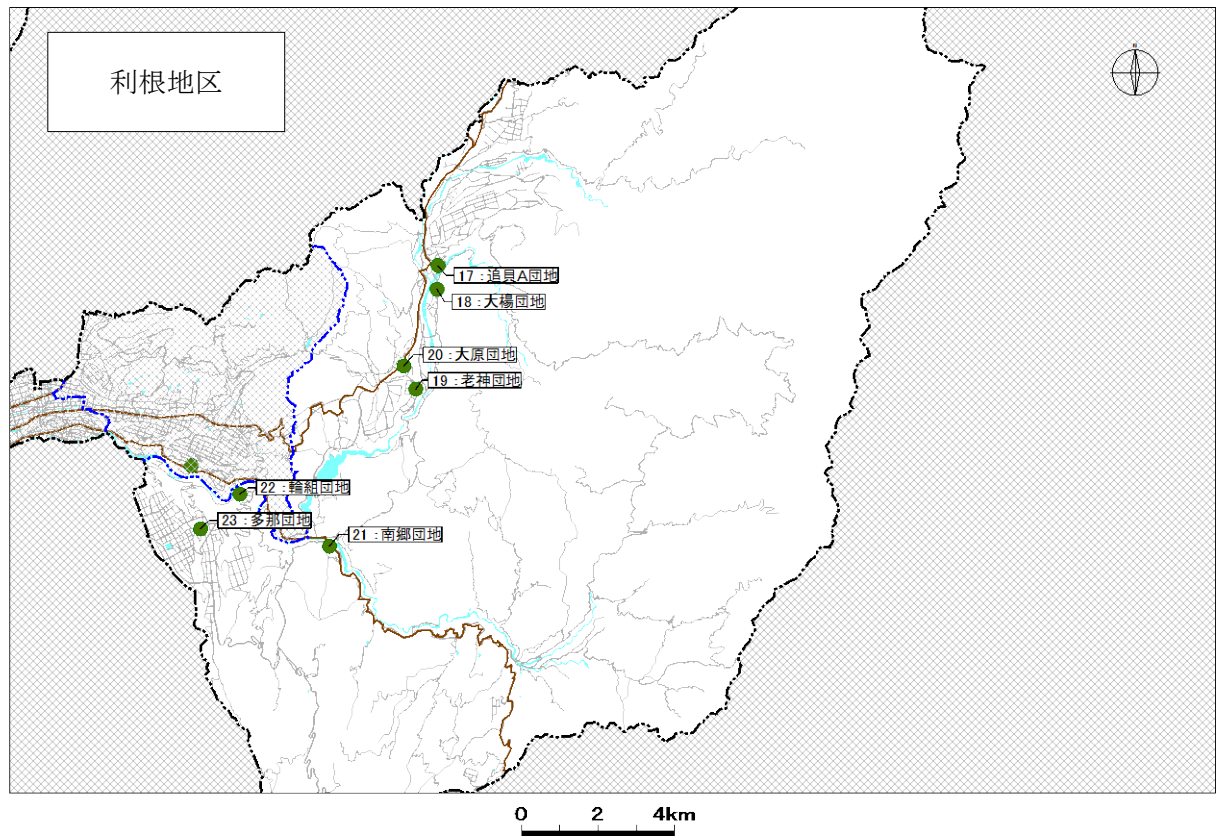 利根地区
N
17：追貝A団地
18：大楊団地
20：大原団地
19：老神団地
22：輪組団地
23：多那団地
21：南郷団地
0 2 4km